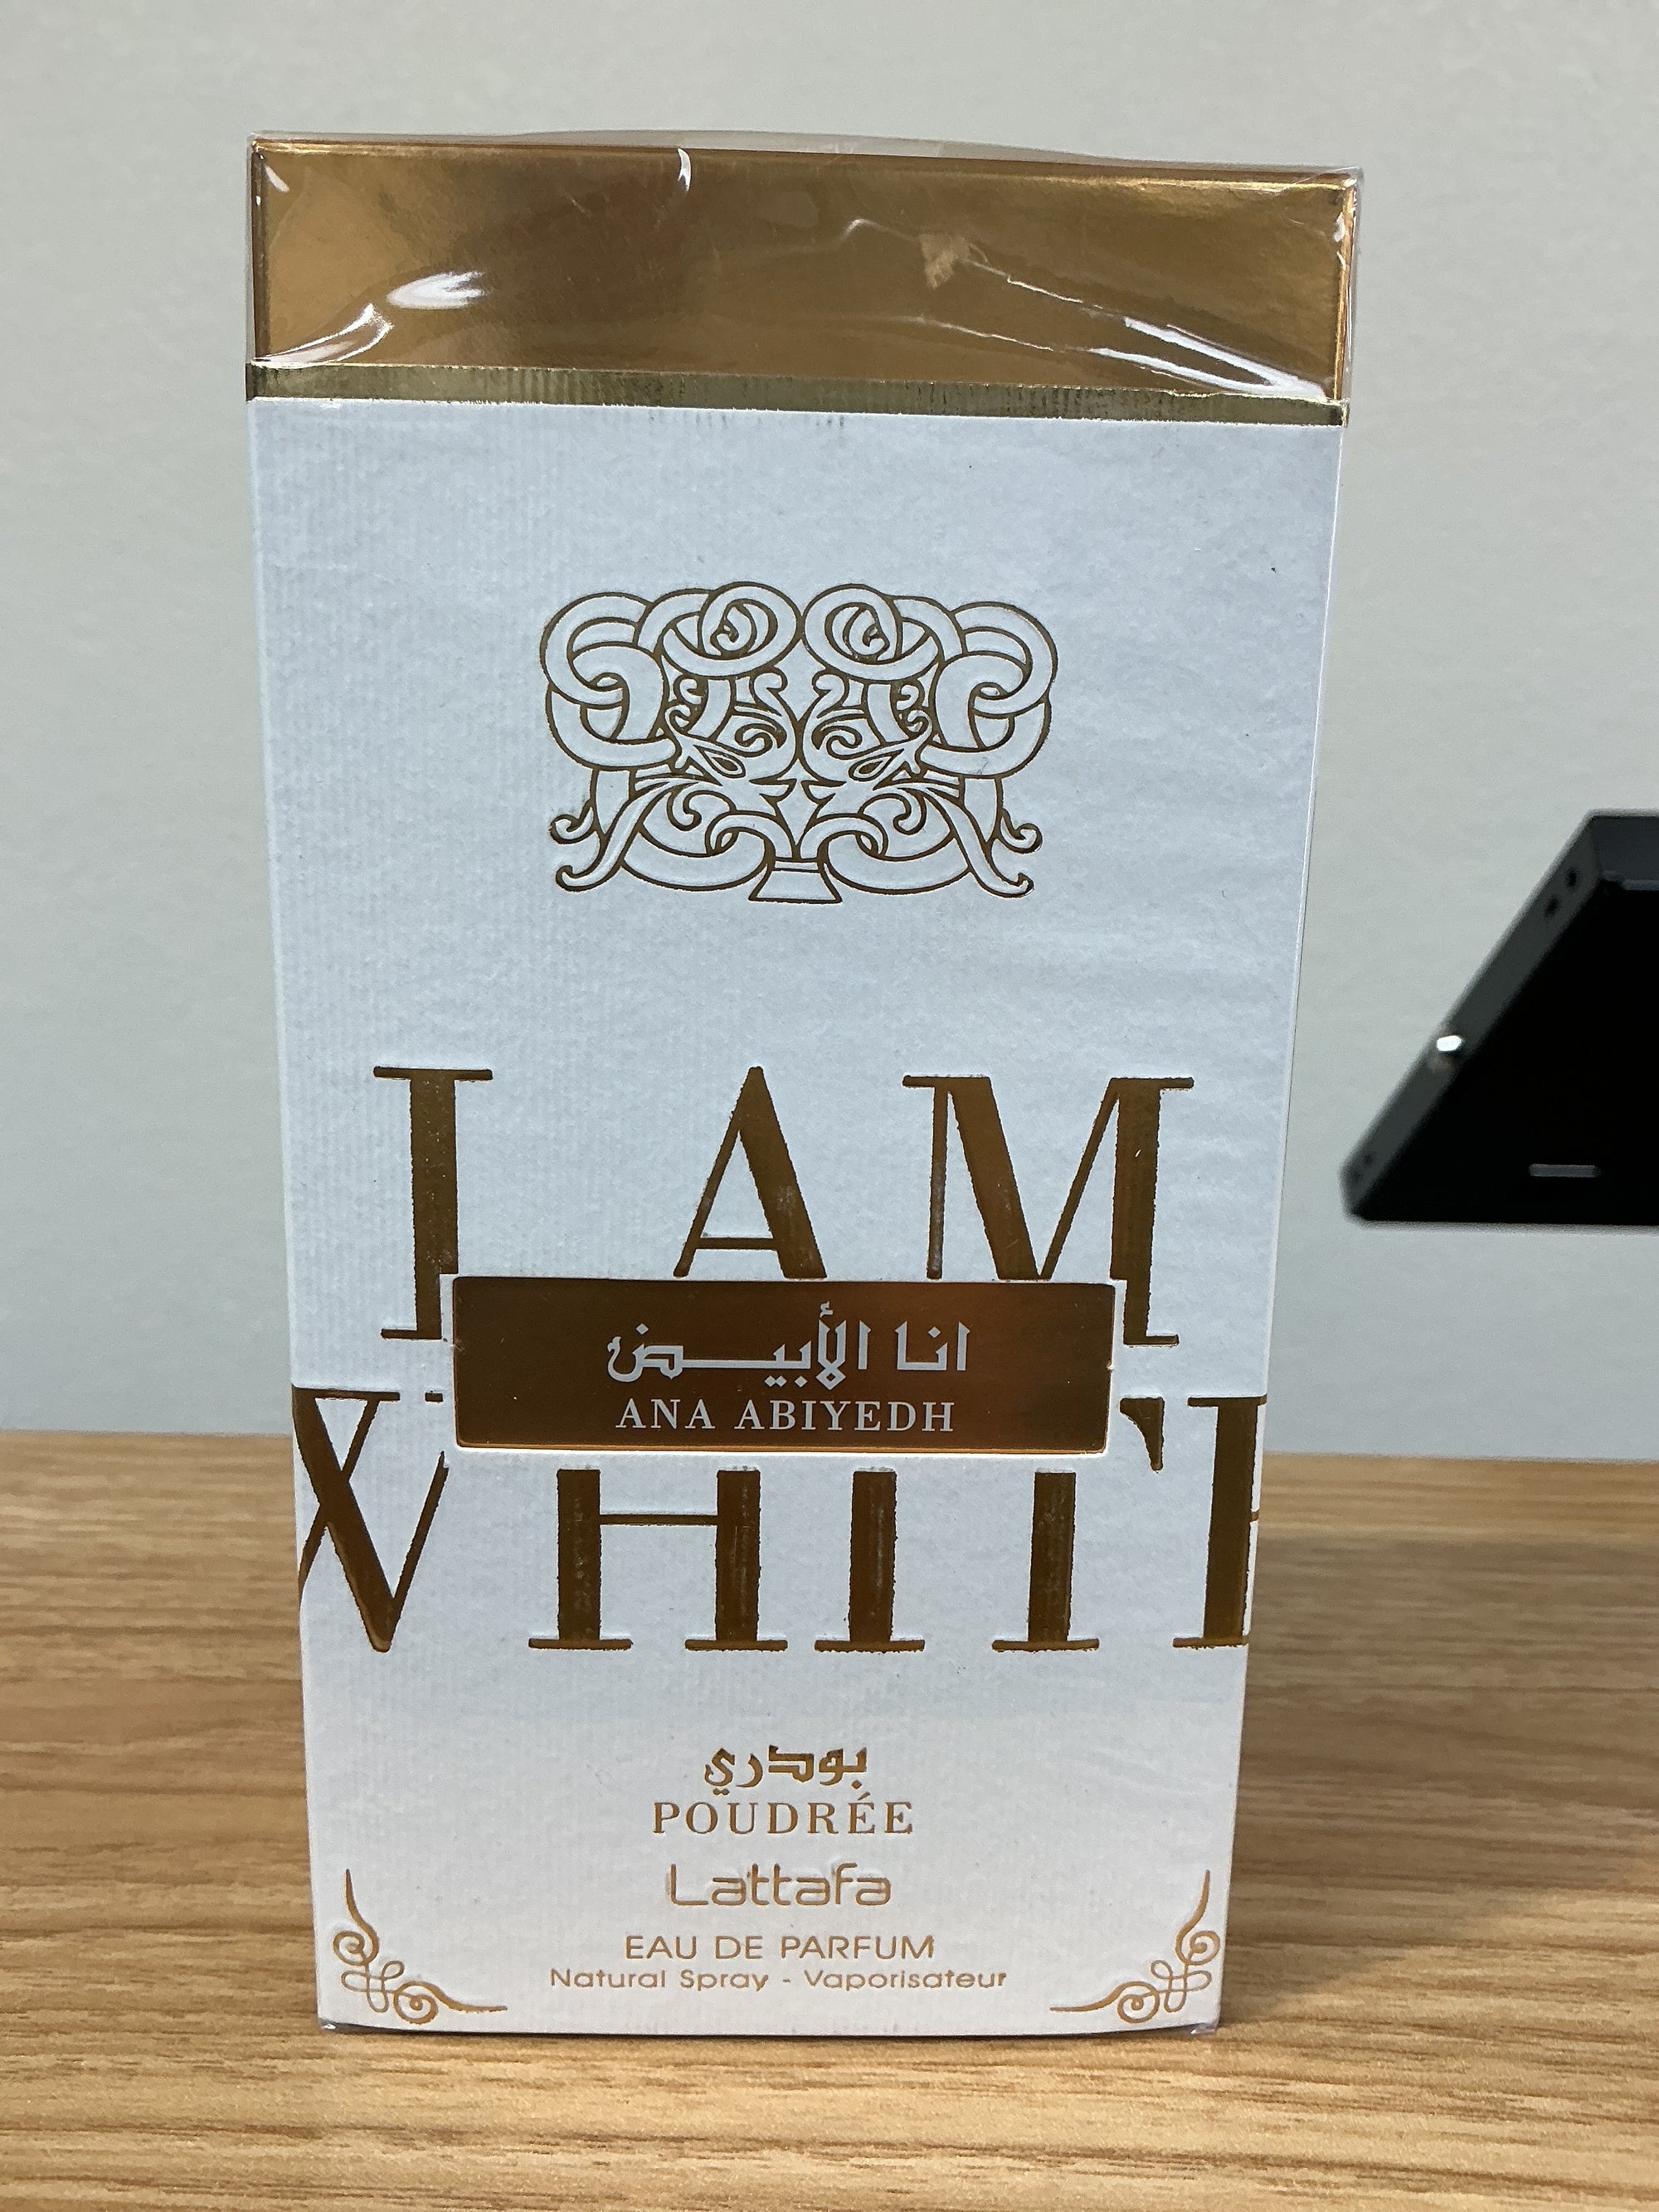 I AM
انا الأبيض
ANA ABIYEDH
WHITE
بودري
POUDRÉE
Lattafa
EAU DE PARFUM
Natural Spray - Vaporisateur